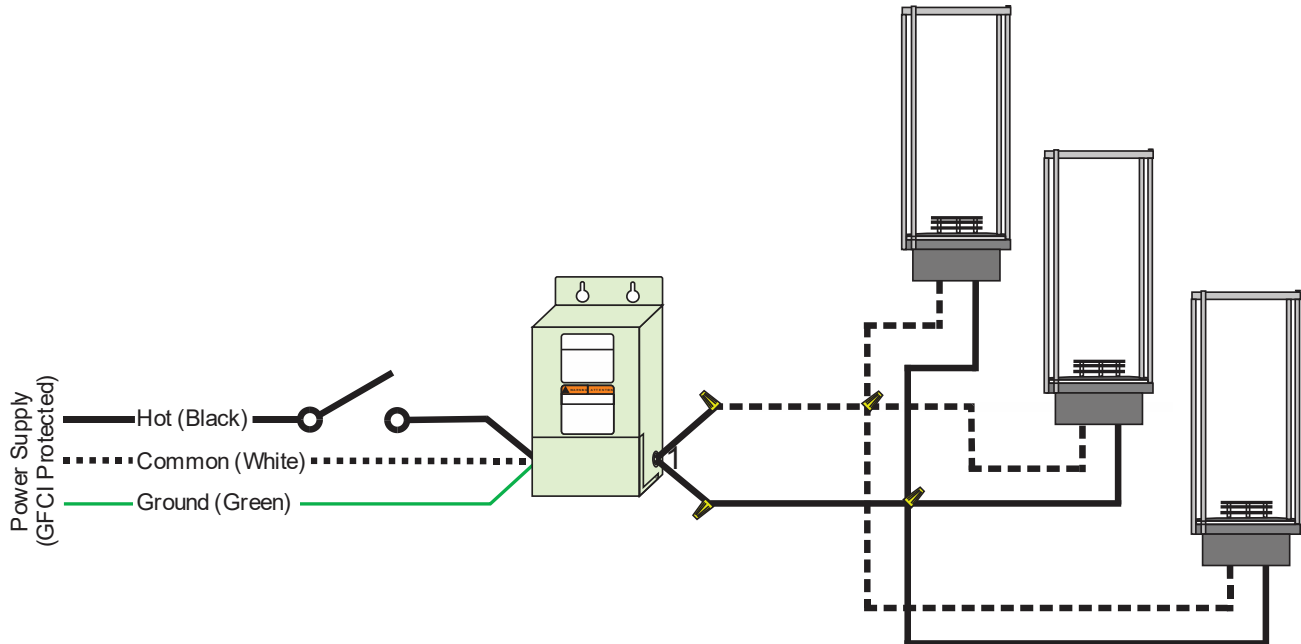 Power Supply
(GFCI Protected)
Hot (Black)
Common (White)
Ground (Green)